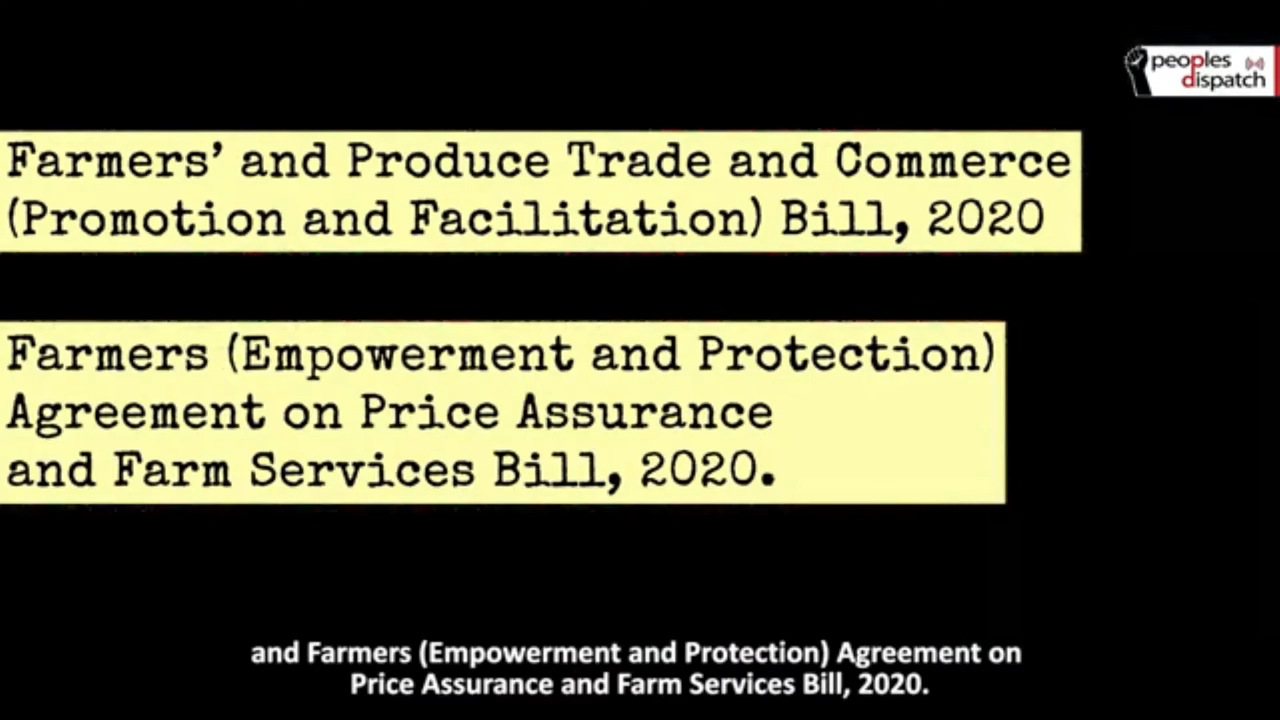 peoples
dispatch
Farmers’ and Produce Trade and Commerce
(Promotion and Facilitation) Bill, 2020
Farmers (Empowerment and Protection)
Agreement on Price Assurance
and Farm Services Bill, 2020.
and Farmers (Empowerment and Protection) Agreement on
Price Assurance and Farm Services Bill, 2020.